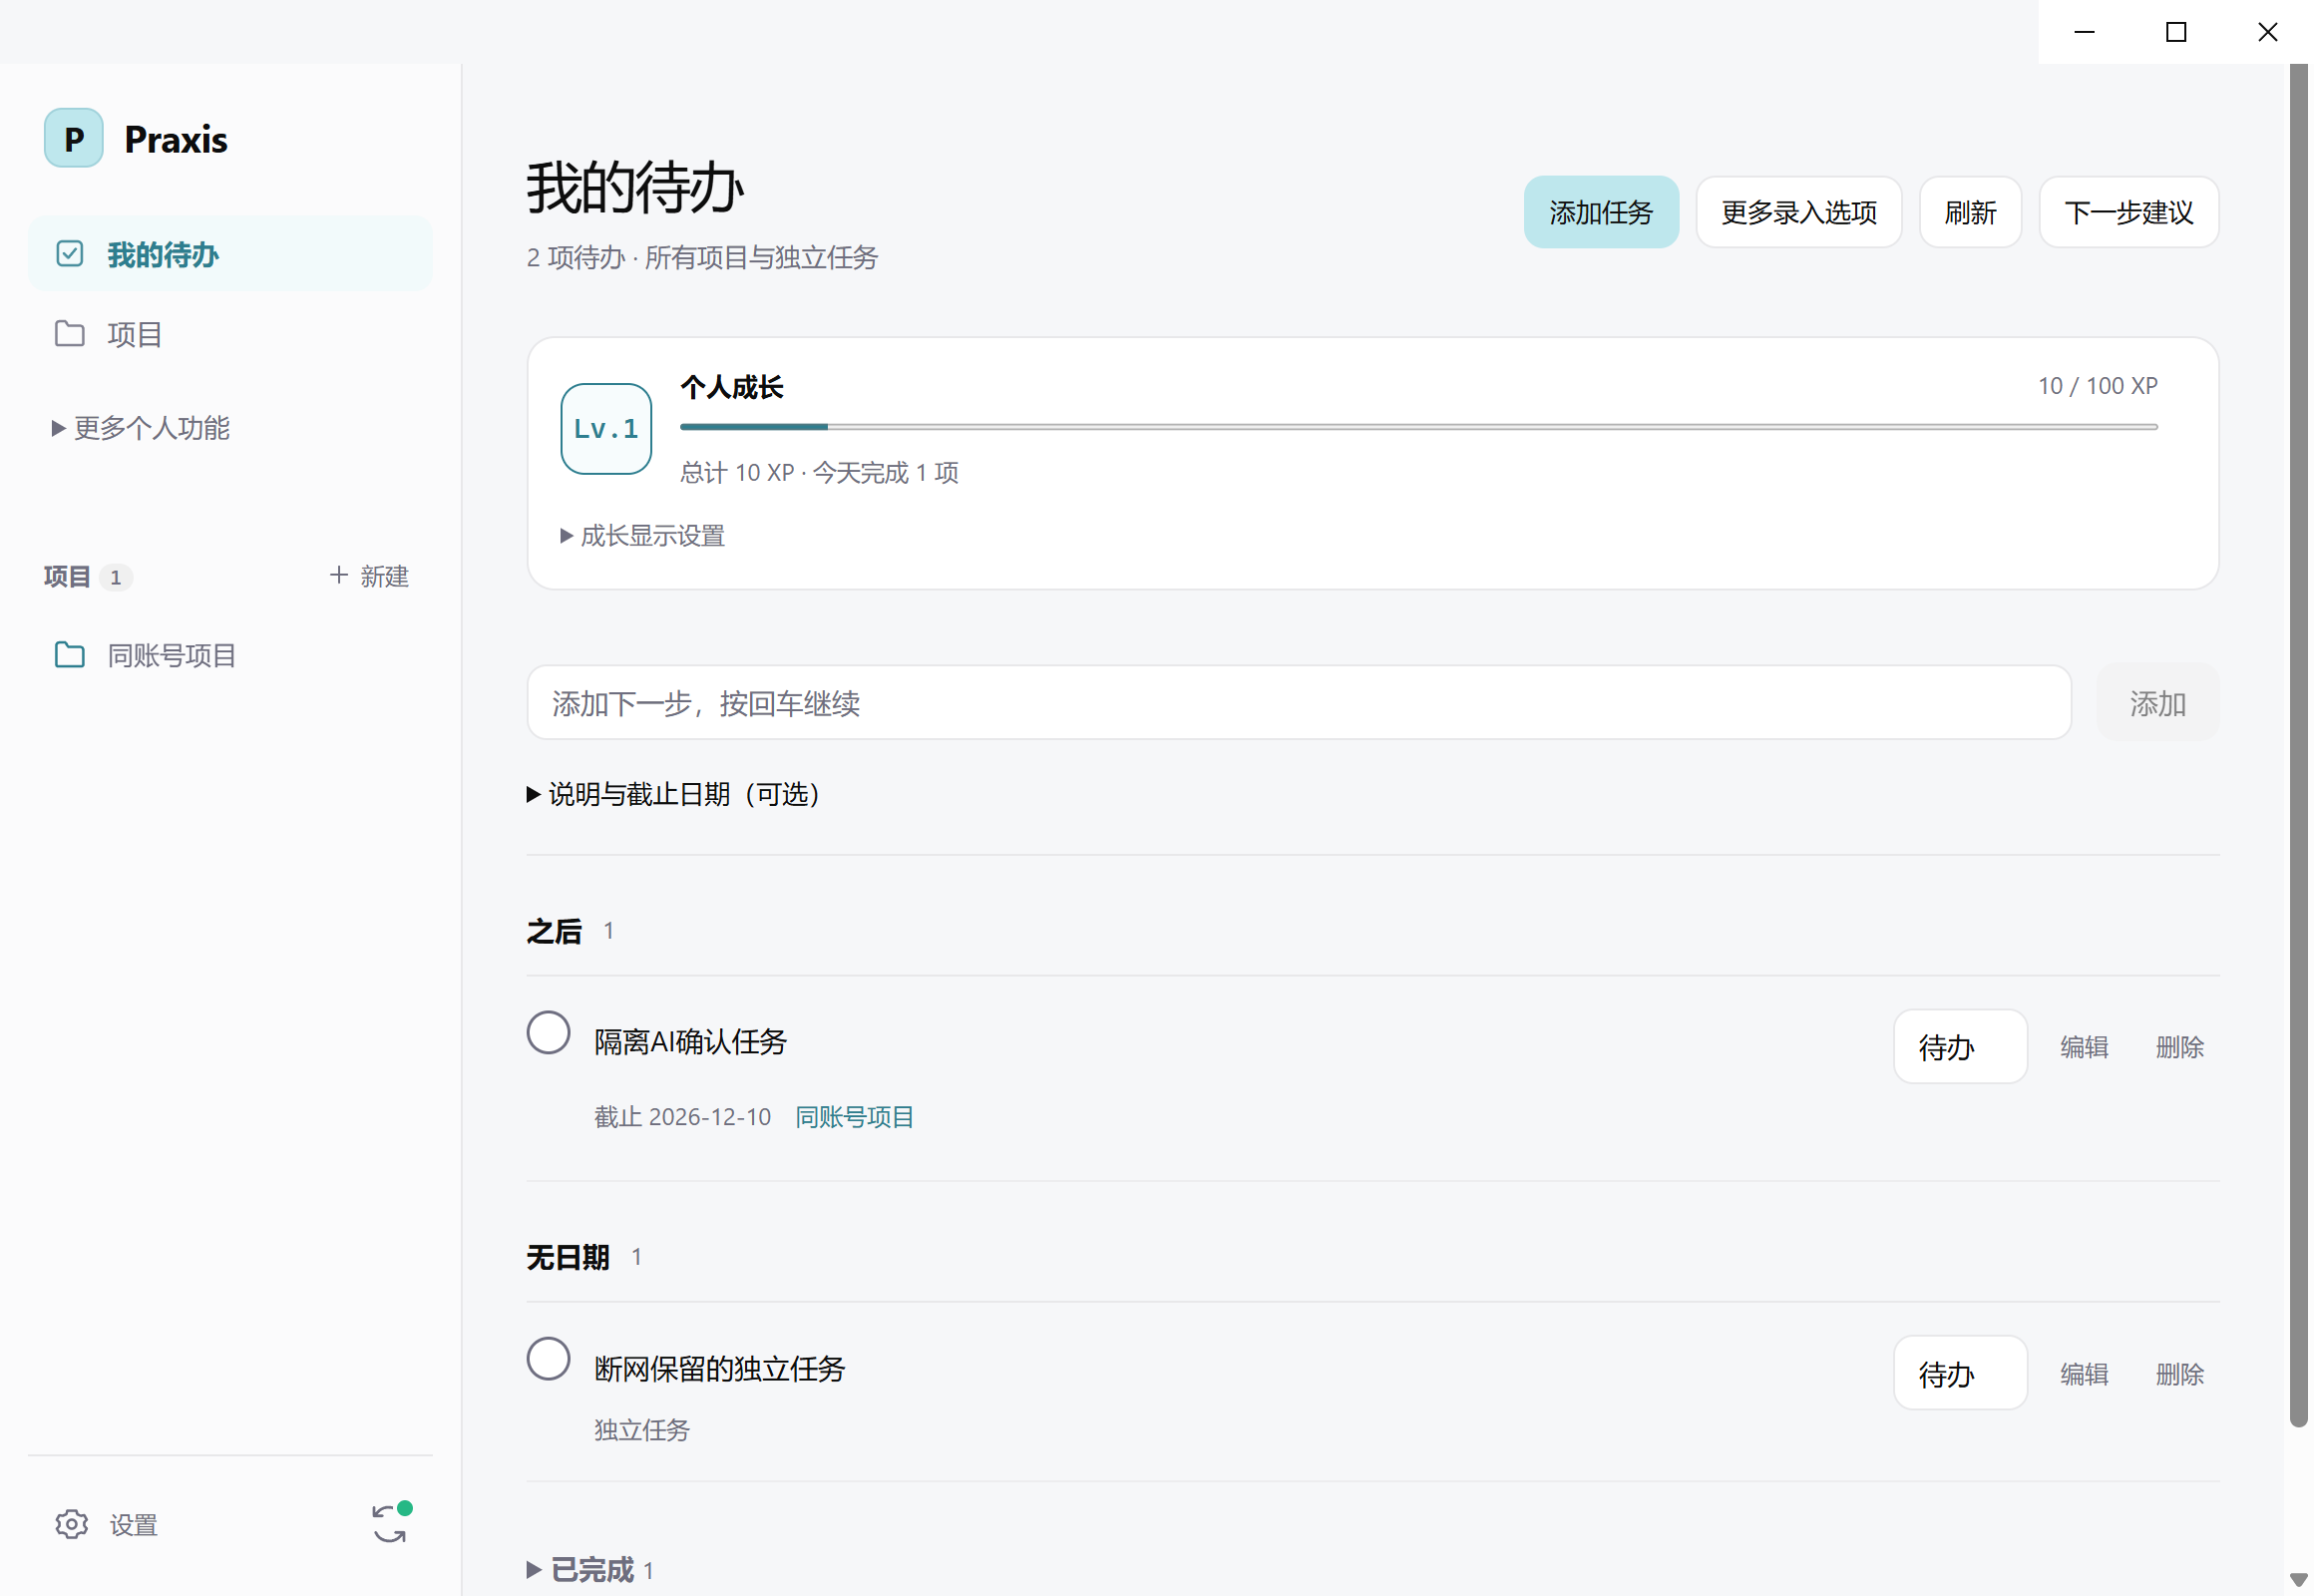 P Praxis
我的待办
项目
更多个人功能
项目 1 新建
同账号项目
设置
我的待办
2 项待办 · 所有项目与独立任务
添加任务 更多录入选项 刷新 下一步建议
Lv.1
个人成长 10 / 100 XP
总计 10 XP · 今天完成 1 项
成长显示设置
添加下一步，按回车继续 添加
说明与截止日期（可选）
之后 1
隔离AI确认任务 待办 编辑 删除
截止 2026-12-10 同账号项目
无日期 1
断网保留的独立任务 待办 编辑 删除
独立任务
已完成 1